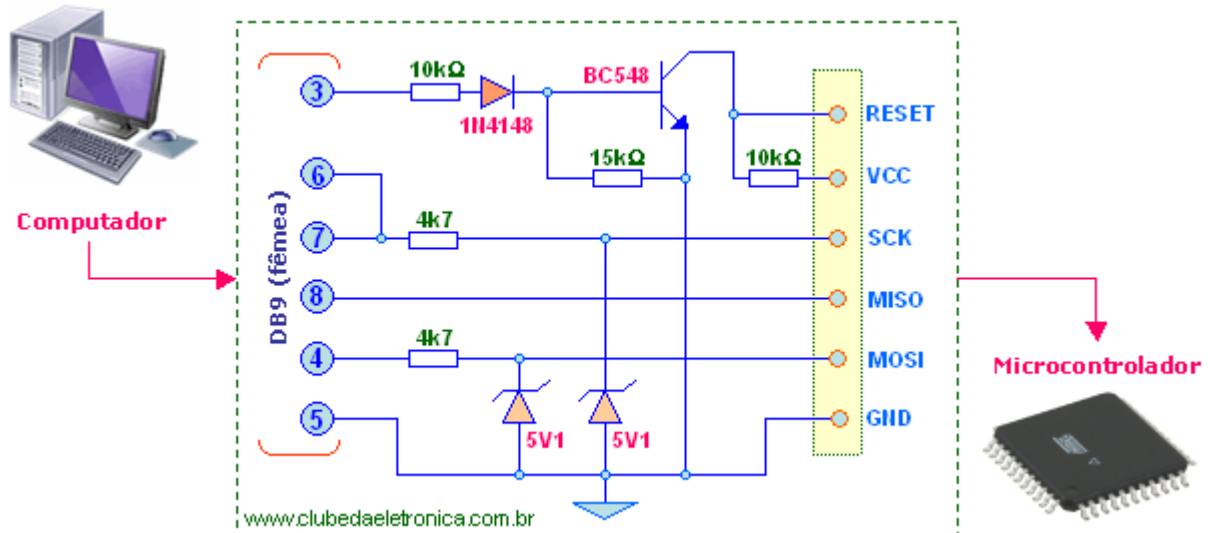 Computador
DB9 (fêmea)
3
10kΩ
1N4148
BC548
RESET
15kΩ
10kΩ
VCC
6
7
4k7
SCK
8
MISO
4
4k7
MOSI
5
5V1
5V1
GND
www.clubedaeletronica.com.br
Microcontrolador